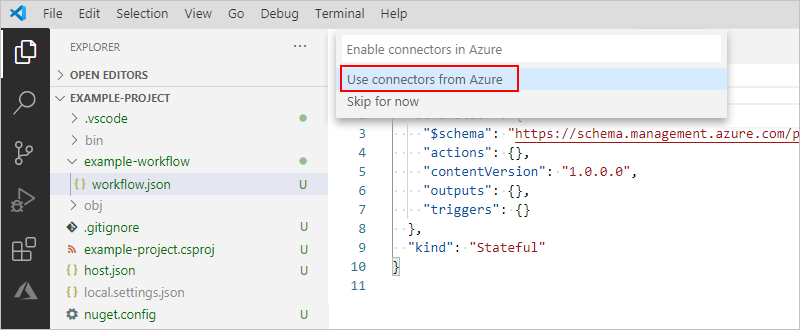 File Edit Selection View Go Debug Terminal Help
EXPLORER
Enable connectors in Azure
OPEN EDITORS
Use connectors from Azure
EXAMPLE-PROJECT
Skip for now
.vscode
bin
3 "$schema": "https://schema.management.azure.com/p
example-workflow
4 "actions": {},
{} workflow.json U
5 "contentVersion": "1.0.0.0",
obj
6 "outputs": {},
.gitignore U
7 "triggers": {}
example-project.csproj U
8 },
host.json U
9 "kind": "Stateful"
{} local.settings.json
10 }
nuget.config U
11